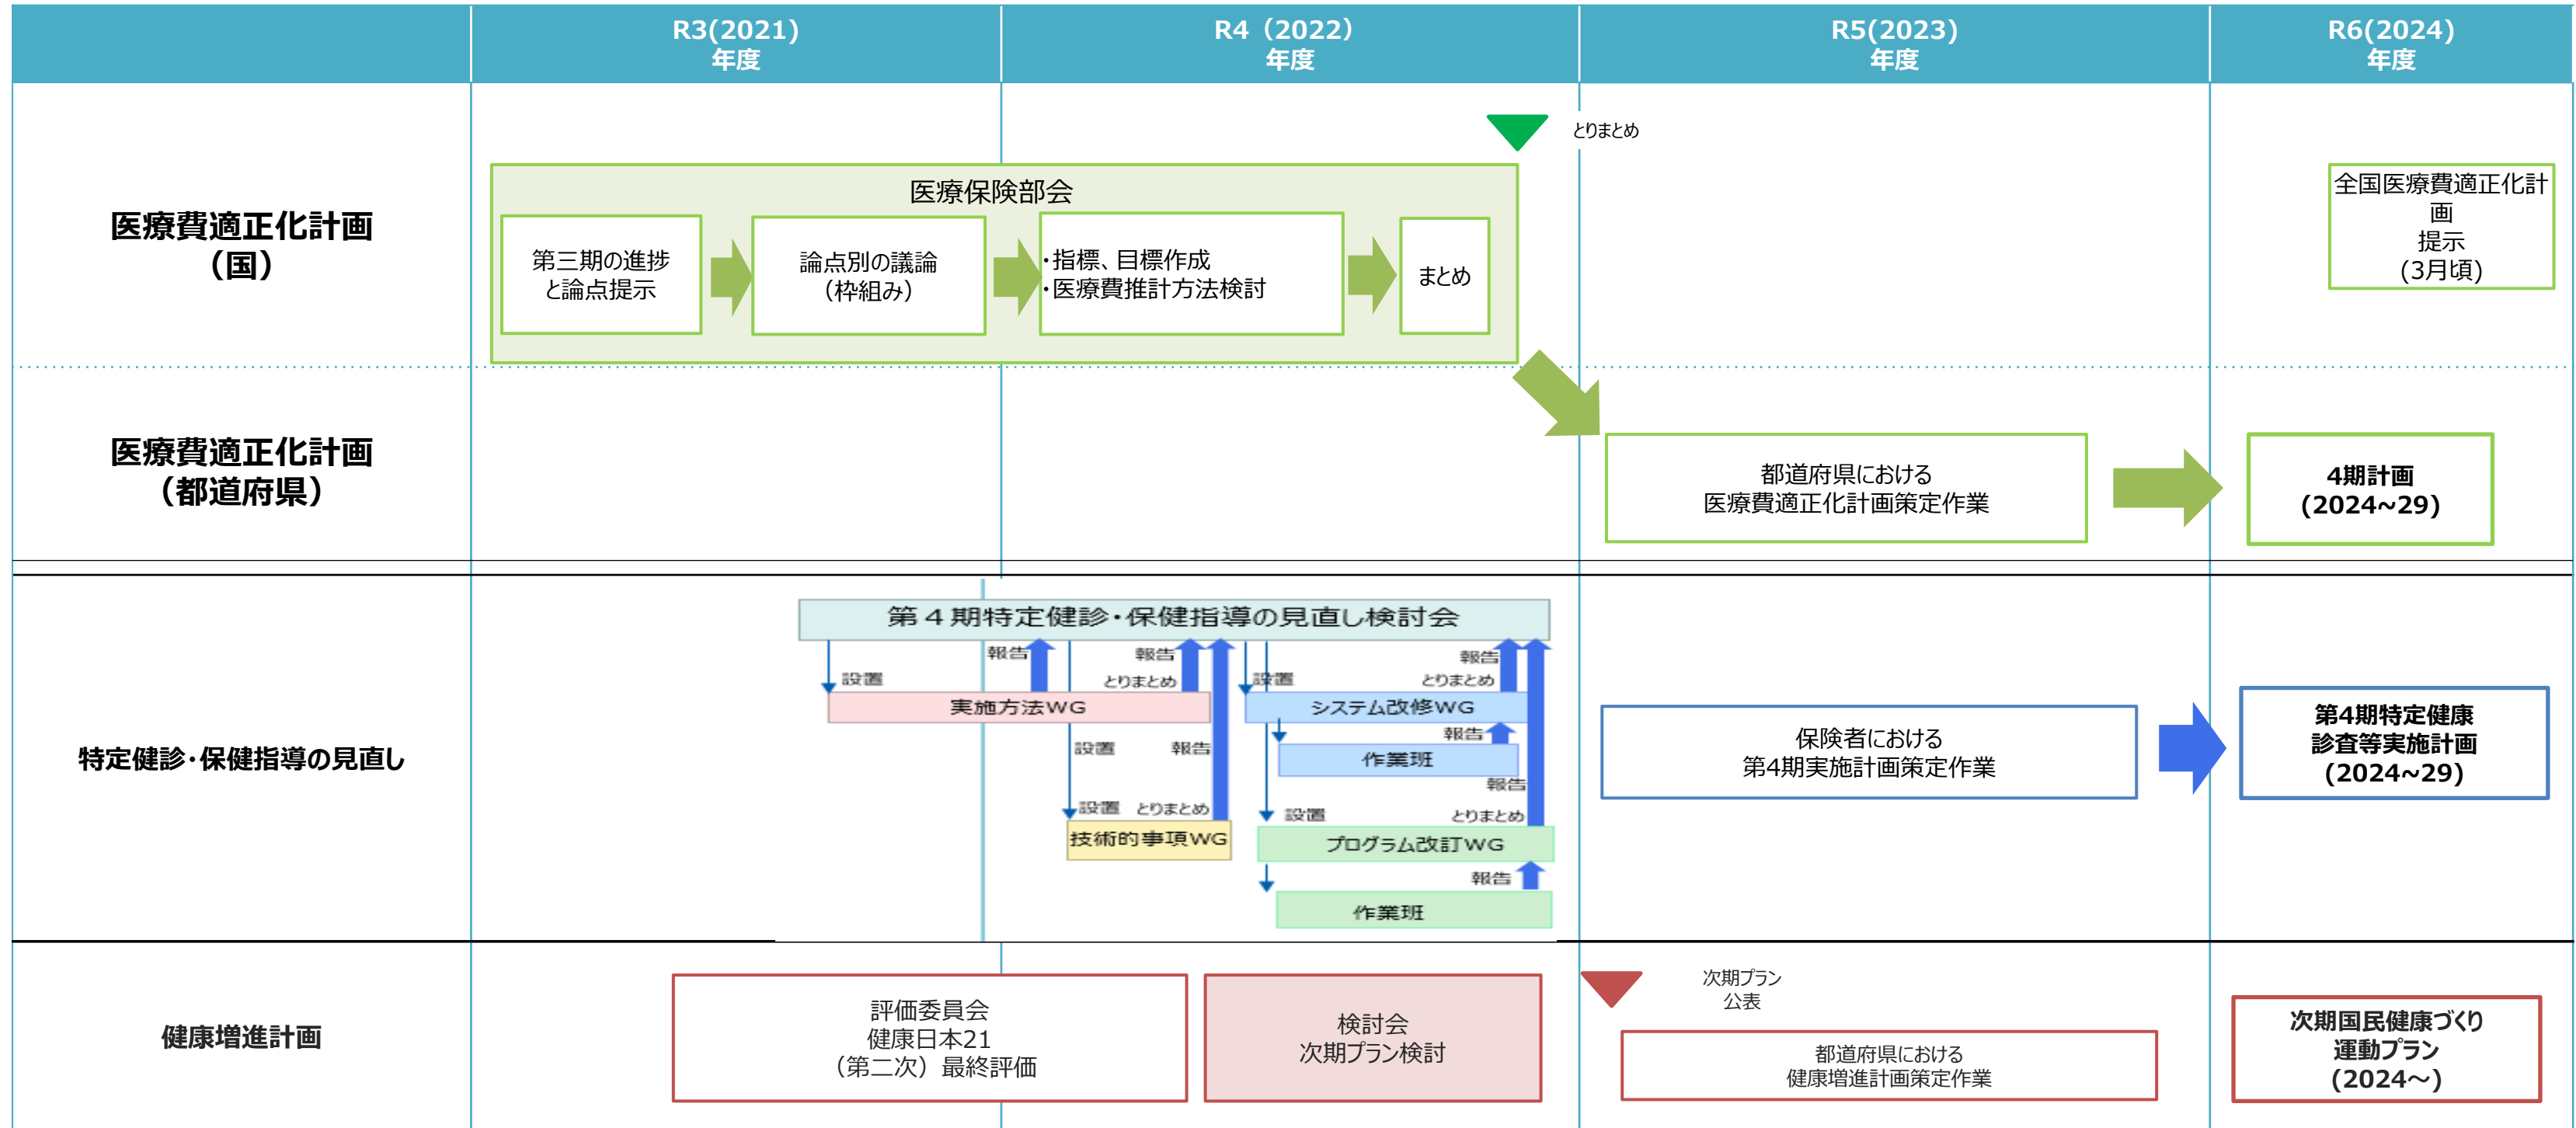 R3(2021)
年度
R4（2022）
年度
R5(2023)
年度
R6(2024)
年度
医療費適正化計画
（国）
とりまとめ
医療保険部会
第三期の進捗
と論点提示
論点別の議論
（枠組み）
・指標、目標作成
・医療費推計方法検討
まとめ
全国医療費適正化計
画
提示
(3月頃)
医療費適正化計画
（都道府県）
都道府県における
医療費適正化計画策定作業
4期計画
(2024~29)
特定健診・保健指導の見直し
第４期特定健診・保健指導の見直し検討会
報告
報告
報告
設置
とりまとめ
設置
とりまとめ
実施方法WG
システム改修WG
設置
報告
報告
作業班
報告
設置
とりまとめ
設置
とりまとめ
技術的事項WG
プログラム改訂WG
報告
作業班
保険者における
第4期実施計画策定作業
第4期特定健康
診査等実施計画
(2024~29)
健康増進計画
評価委員会
健康日本21
（第二次）最終評価
検討会
次期プラン検討
次期プラン
公表
都道府県における
健康増進計画策定作業
次期国民健康づくり
運動プラン
(2024～)